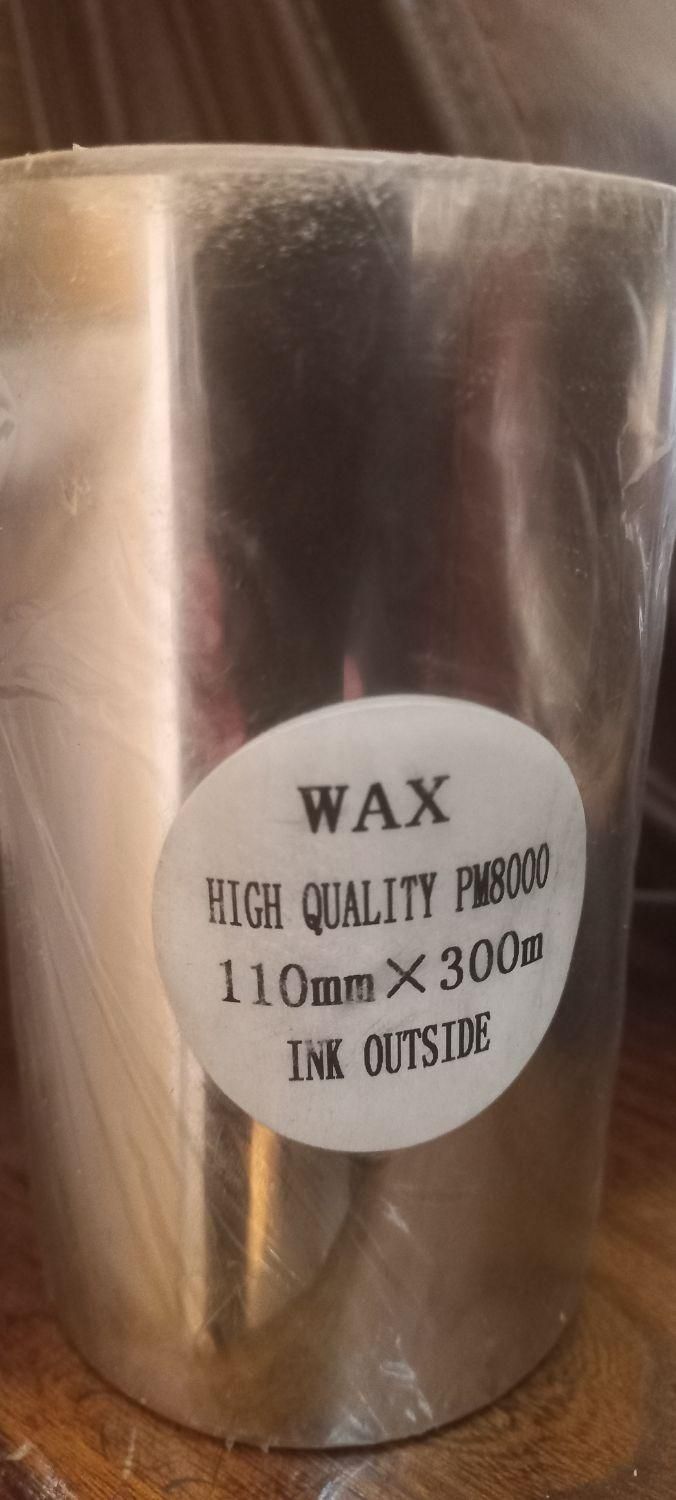 WAX
HIGH QUALITY PM8000
110mm×300m
INK OUTSIDE